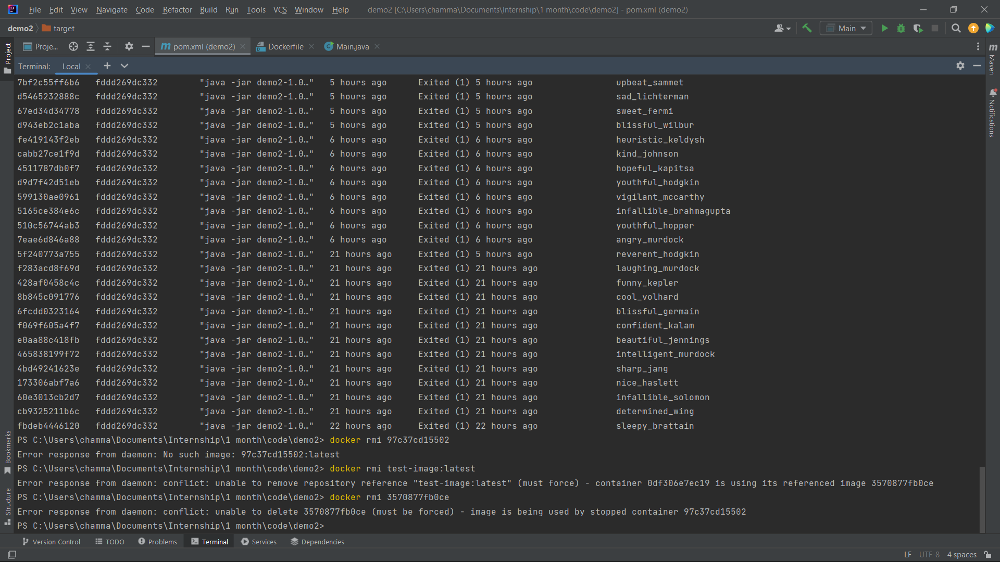 File Edit View Navigate Code Refactor Build Run Tools VCS Window Help demo2 [C:\Users\chamma\Documents\Internship\1 month\code\demo2] - pom.xml (demo2)
demo2 target Main
Project
Proje... pom.xml (demo2) Dockerfile Main.java
Maven
Notifications
Terminal: Local
7bf2c55ff6b6 fddd269dc332 "java -jar demo2-1.0…" 5 hours ago Exited (1) 5 hours ago upbeat_sammet
d5465232888c fddd269dc332 "java -jar demo2-1.0…" 5 hours ago Exited (1) 5 hours ago sad_lichterman
67ed34d34778 fddd269dc332 "java -jar demo2-1.0…" 5 hours ago Exited (1) 5 hours ago sweet_fermi
d943eb2c1aba fddd269dc332 "java -jar demo2-1.0…" 5 hours ago Exited (1) 5 hours ago blissful_wilbur
fe419143f2eb fddd269dc332 "java -jar demo2-1.0…" 6 hours ago Exited (1) 6 hours ago heuristic_keldysh
cabb27ce1f9d fddd269dc332 "java -jar demo2-1.0…" 6 hours ago Exited (1) 6 hours ago kind_johnson
4511787db0f7 fddd269dc332 "java -jar demo2-1.0…" 6 hours ago Exited (1) 6 hours ago hopeful_kapitsa
d9d7f42d51eb fddd269dc332 "java -jar demo2-1.0…" 6 hours ago Exited (1) 6 hours ago youthful_hodgkin
599130ae0961 fddd269dc332 "java -jar demo2-1.0…" 6 hours ago Exited (1) 6 hours ago vigilant_mccarthy
5165ce384e6c fddd269dc332 "java -jar demo2-1.0…" 6 hours ago Exited (1) 6 hours ago infallible_brahmagupta
510c56744ab3 fddd269dc332 "java -jar demo2-1.0…" 6 hours ago Exited (1) 6 hours ago youthful_hopper
7eae6d846a88 fddd269dc332 "java -jar demo2-1.0…" 6 hours ago Exited (1) 6 hours ago angry_murdock
5f240773a755 fddd269dc332 "java -jar demo2-1.0…" 21 hours ago Exited (1) 5 hours ago reverent_hodgkin
f283acd8f69d fddd269dc332 "java -jar demo2-1.0…" 21 hours ago Exited (1) 21 hours ago laughing_murdock
428af0458c4c fddd269dc332 "java -jar demo2-1.0…" 21 hours ago Exited (1) 21 hours ago funny_kepler
8b845c091776 fddd269dc332 "java -jar demo2-1.0…" 21 hours ago Exited (1) 21 hours ago cool_volhard
6fcdd0323164 fddd269dc332 "java -jar demo2-1.0…" 21 hours ago Exited (1) 21 hours ago blissful_germain
f069f605a4f7 fddd269dc332 "java -jar demo2-1.0…" 21 hours ago Exited (1) 21 hours ago confident_kalam
e0aa88c418fb fddd269dc332 "java -jar demo2-1.0…" 21 hours ago Exited (1) 21 hours ago beautiful_jennings
465838199f72 fddd269dc332 "java -jar demo2-1.0…" 21 hours ago Exited (1) 21 hours ago intelligent_murdock
4bd49241623e fddd269dc332 "java -jar demo2-1.0…" 21 hours ago Exited (1) 21 hours ago sharp_jang
173306abf7a6 fddd269dc332 "java -jar demo2-1.0…" 21 hours ago Exited (1) 21 hours ago nice_haslett
60e3013cb2d7 fddd269dc332 "java -jar demo2-1.0…" 21 hours ago Exited (1) 21 hours ago infallible_solomon
cb9325211b6c fddd269dc332 "java -jar demo2-1.0…" 21 hours ago Exited (1) 21 hours ago determined_wing
fbdeb4446120 fddd269dc332 "java -jar demo2-1.0…" 22 hours ago Exited (1) 22 hours ago sleepy_brattain
PS C:\Users\chamma\Documents\Internship\1 month\code\demo2> docker rmi 97c37cd15502
Error response from daemon: No such image: 97c37cd15502:latest
PS C:\Users\chamma\Documents\Internship\1 month\code\demo2> docker rmi test-image:latest
Error response from daemon: conflict: unable to remove repository reference "test-image:latest" (must force) - container 0df306e7ec19 is using its referenced image 3570877fb0ce
PS C:\Users\chamma\Documents\Internship\1 month\code\demo2> docker rmi 3570877fb0ce
Error response from daemon: conflict: unable to delete 3570877fb0ce (must be forced) - image is being used by stopped container 97c37cd15502
PS C:\Users\chamma\Documents\Internship\1 month\code\demo2>
Bookmarks
Structure
Version Control TODO Problems Terminal Services Dependencies
LF UTF-8 4 spaces